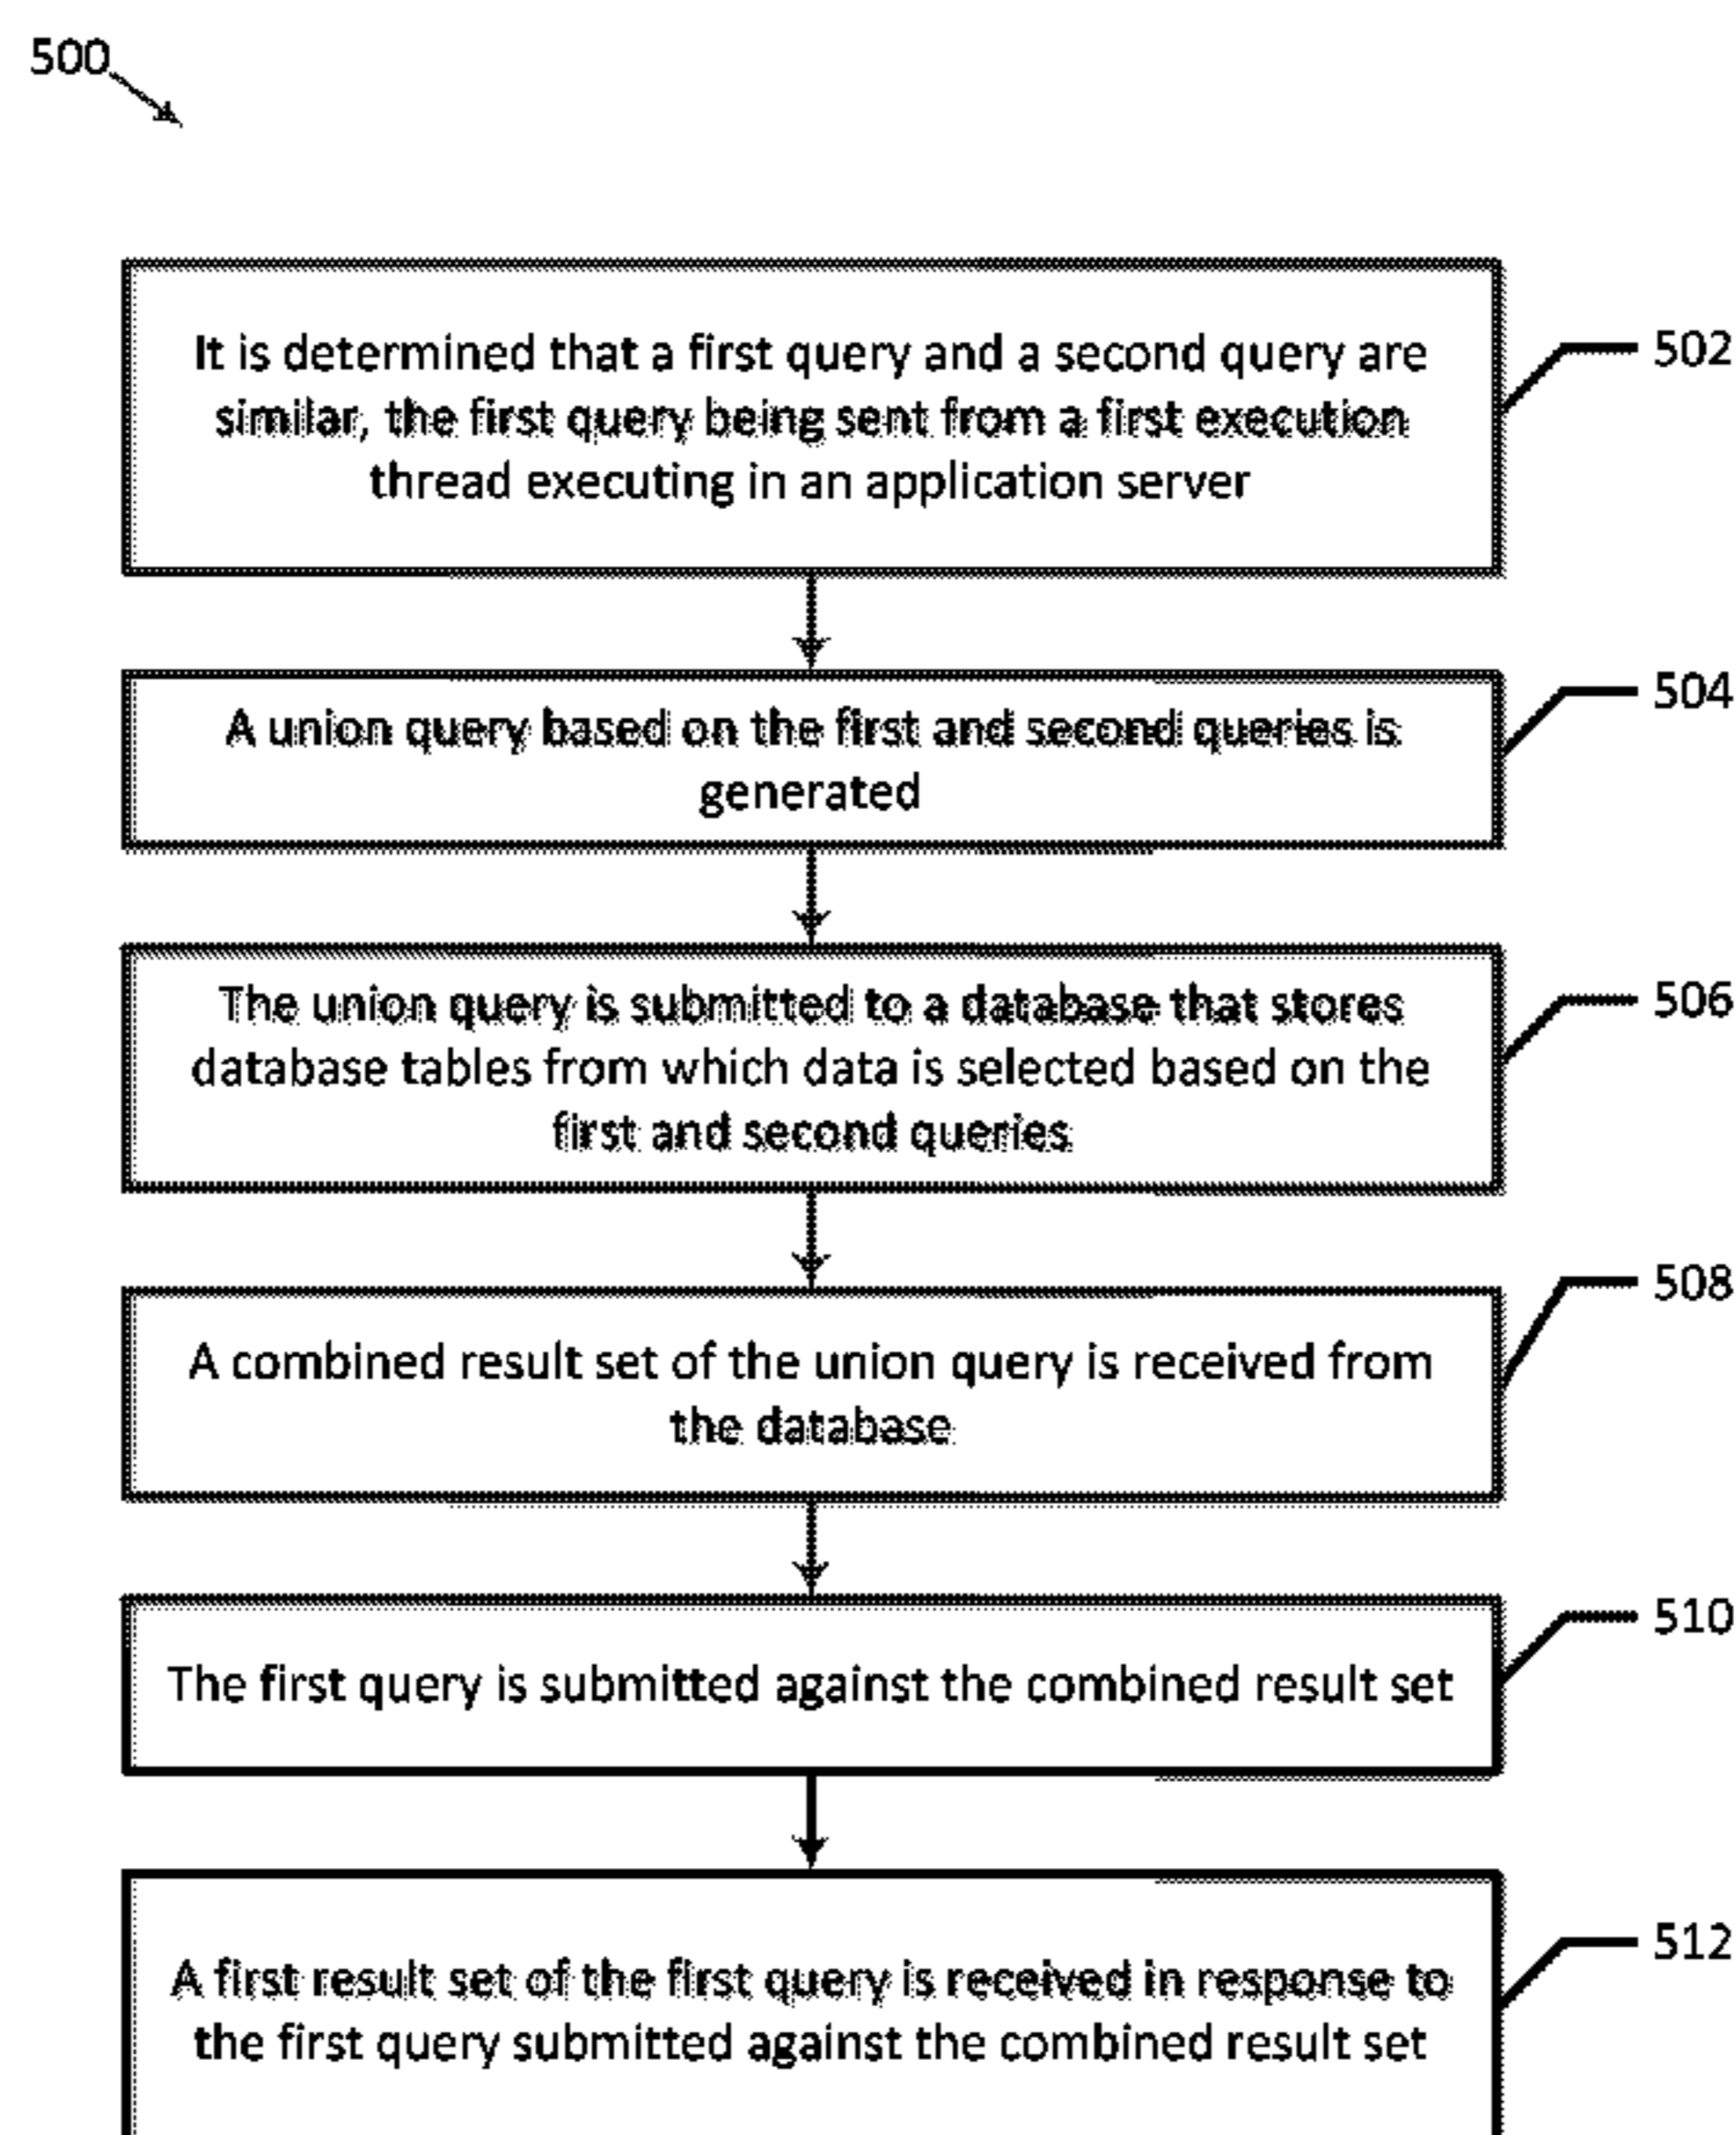 500
It is determined that a first query and a second query are
similar, the first query being sent from a first execution
thread executing in an application server
502
A union query based on the first and second queries is
generated
504
The union query is submitted to a database that stores
database tables from which data is selected based on the
first and second queries
506
A combined result set of the union query is received from
the database
508
The first query is submitted against the combined result set
510
A first result set of the first query is received in response to
the first query submitted against the combined result set
512